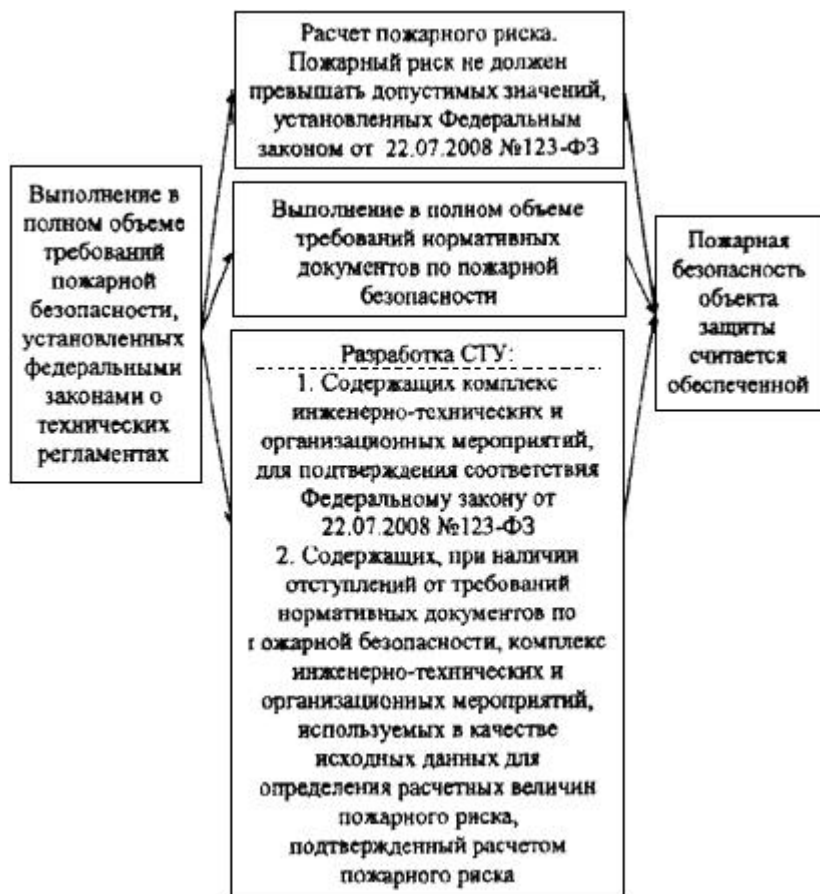 Выполнение в
полном объеме
требований
пожарной
безопасности,
установленных
федеральными
законами о
технических
регламентах
Расчет пожарного риска.
Пожарный риск не должен
превышать допустимых значений,
установленных Федеральным
законом от 22.07.2008 №123-ФЗ
Выполнение в полном объеме
требований нормативных
документов по пожарной
безопасности
Разработка СТУ:
1. Содержащих комплекс
инженерно-технических и
организационных мероприятий,
для подтверждения соответствия
Федеральному закону от
22.07.2008 №123-ФЗ
2. Содержащих, при наличии
отступлений от требований
нормативных документов по
пожарной безопасности, комплекс
инженерно-технических и
организационных мероприятий,
используемых в качестве
исходных данных для
определения расчетных величин
пожарного риска,
подтвержденный расчетом
пожарного риска
Пожарная
безопасность
объекта
защиты
считается
обеспеченной